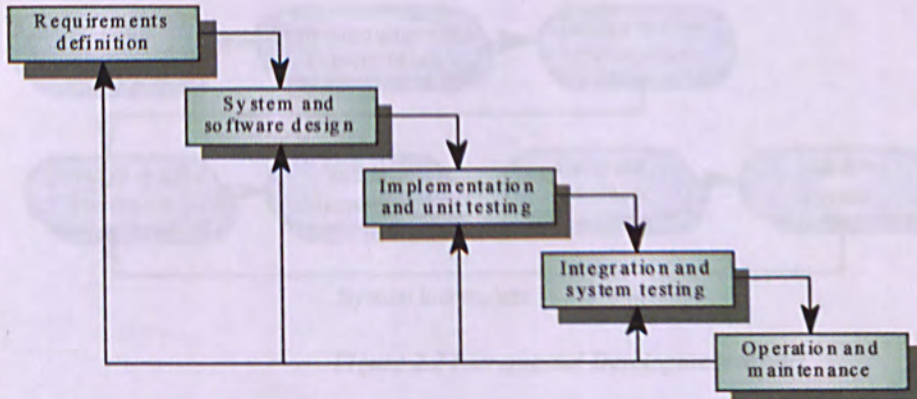 Requirements
definition
System and
software design
Implementation
and unit testing
Integration and
system testing
Operation and
maintenance